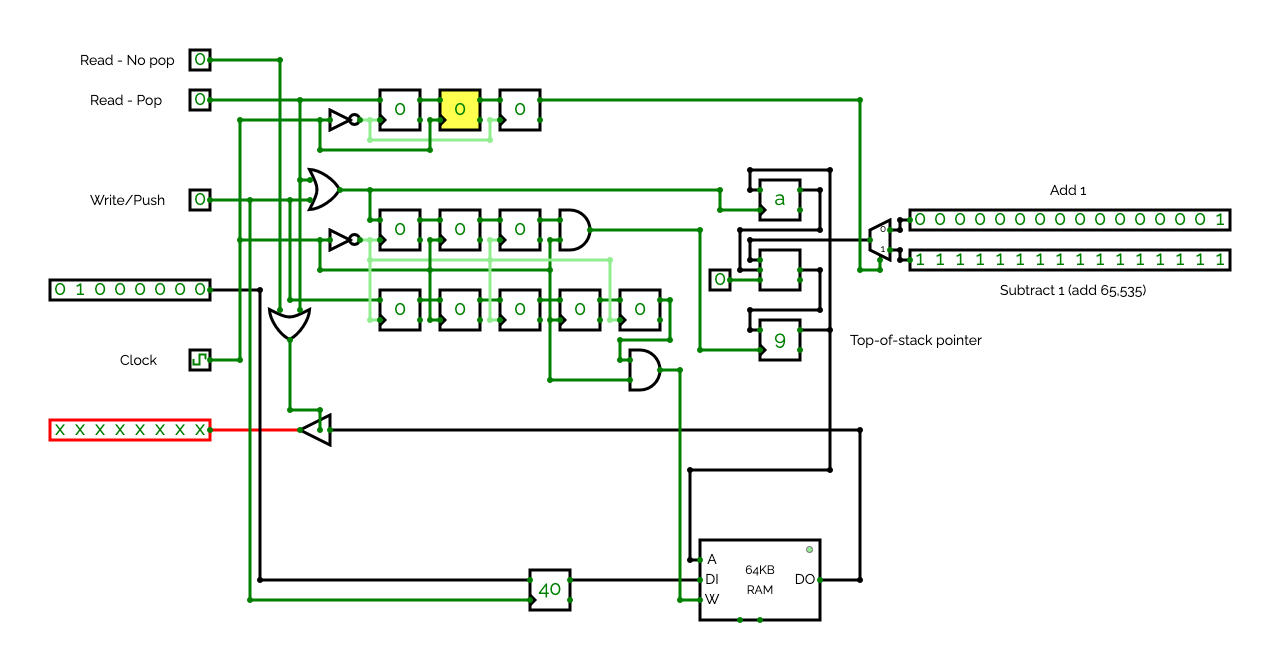 Read - No pop
0
Read - Pop
0
0
0
0
Write/Push
0
a
Add 1
0 0 0 0 0 0 0 0 0 0 0 0 0 0 0 1
0
0
0
0
1
1 1 1 1 1 1 1 1 1 1 1 1 1 1 1 1
0
Subtract 1 (add 65,535)
0 1 0 0 0 0 0 0
0
0
0
0
0
9
Top-of-stack pointer
Clock
x x x x x x x x
A
DI
W
64KB
RAM
DO
40